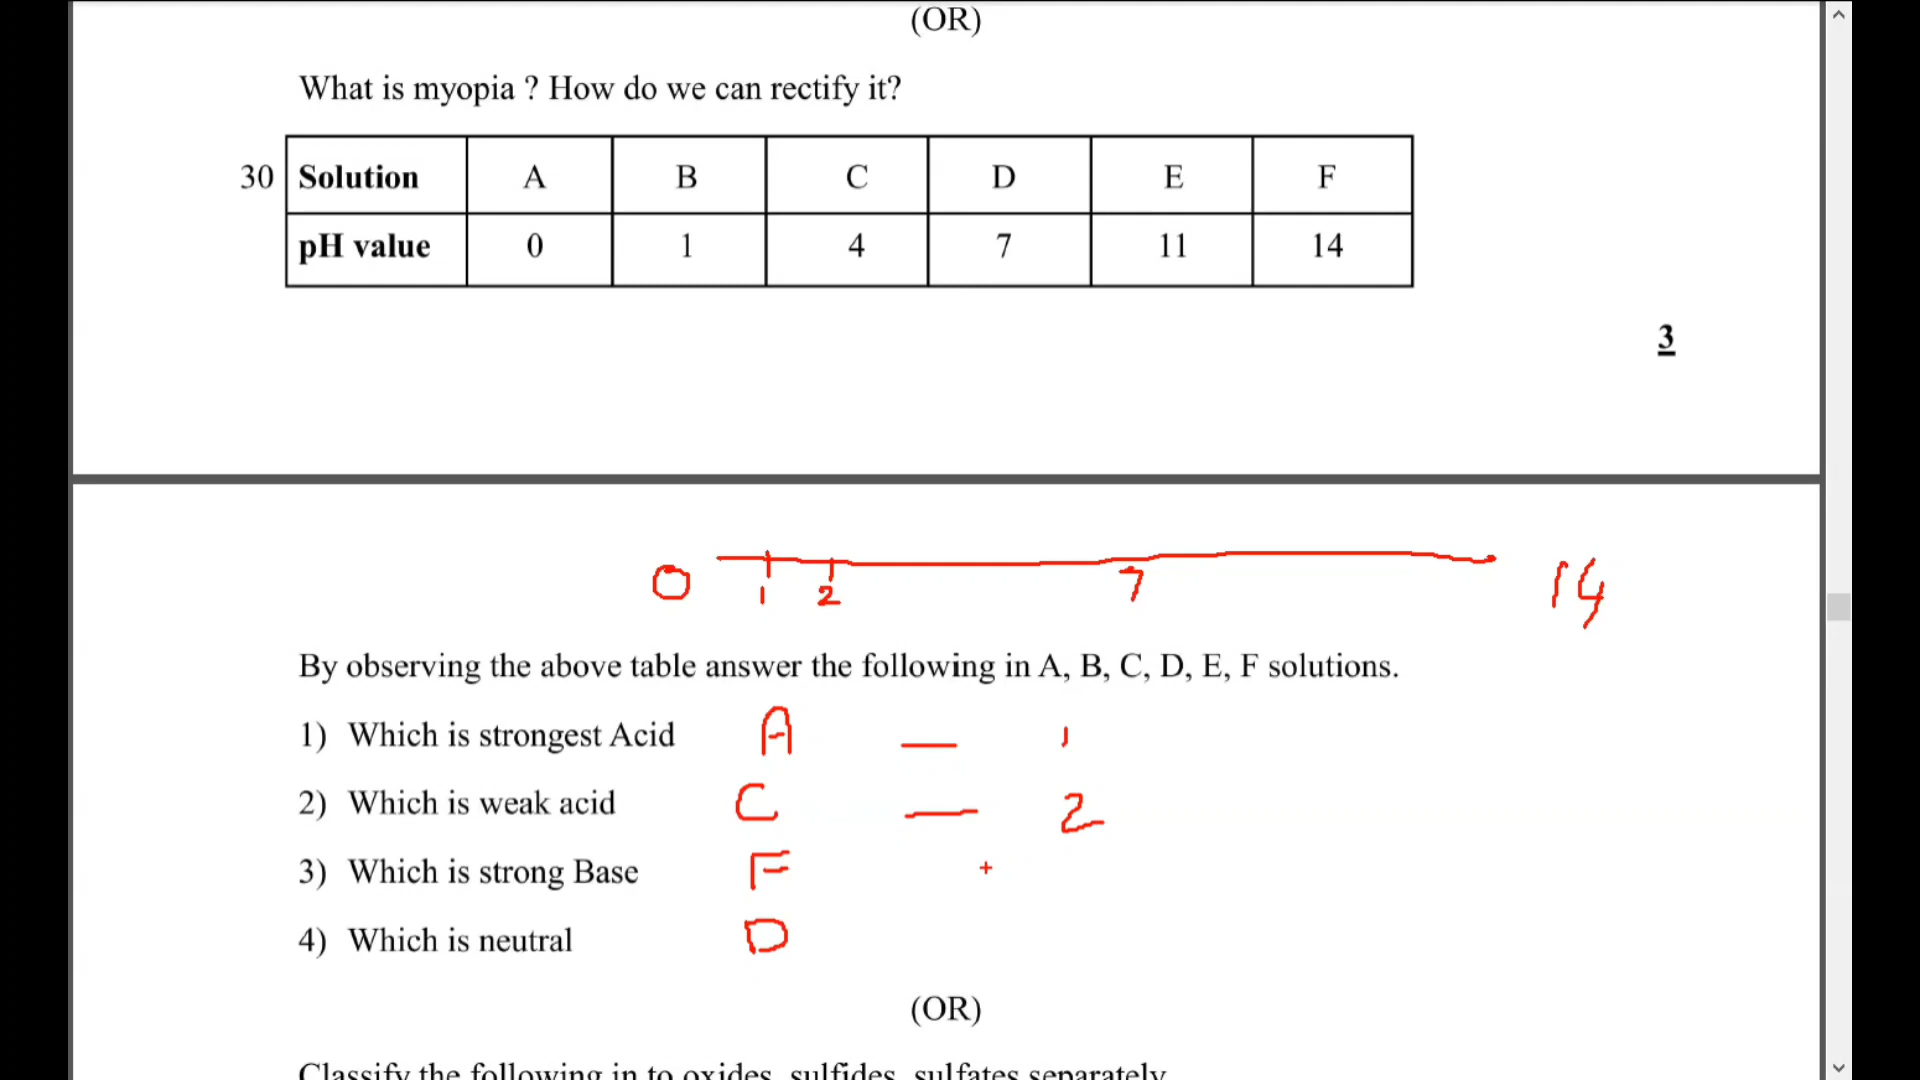 (OR)
What is myopia ? How do we can rectify it?
30 Solution A B C D E F
pH value 0 1 4 7 11 14
3
0 1 2 7 14
By observing the above table answer the following in A, B, C, D, E, F solutions.
1) Which is strongest Acid A — 1
2) Which is weak acid C — 2
3) Which is strong Base F
4) Which is neutral D
(OR)
Classify the following in to oxides, sulfides, sulfates separately